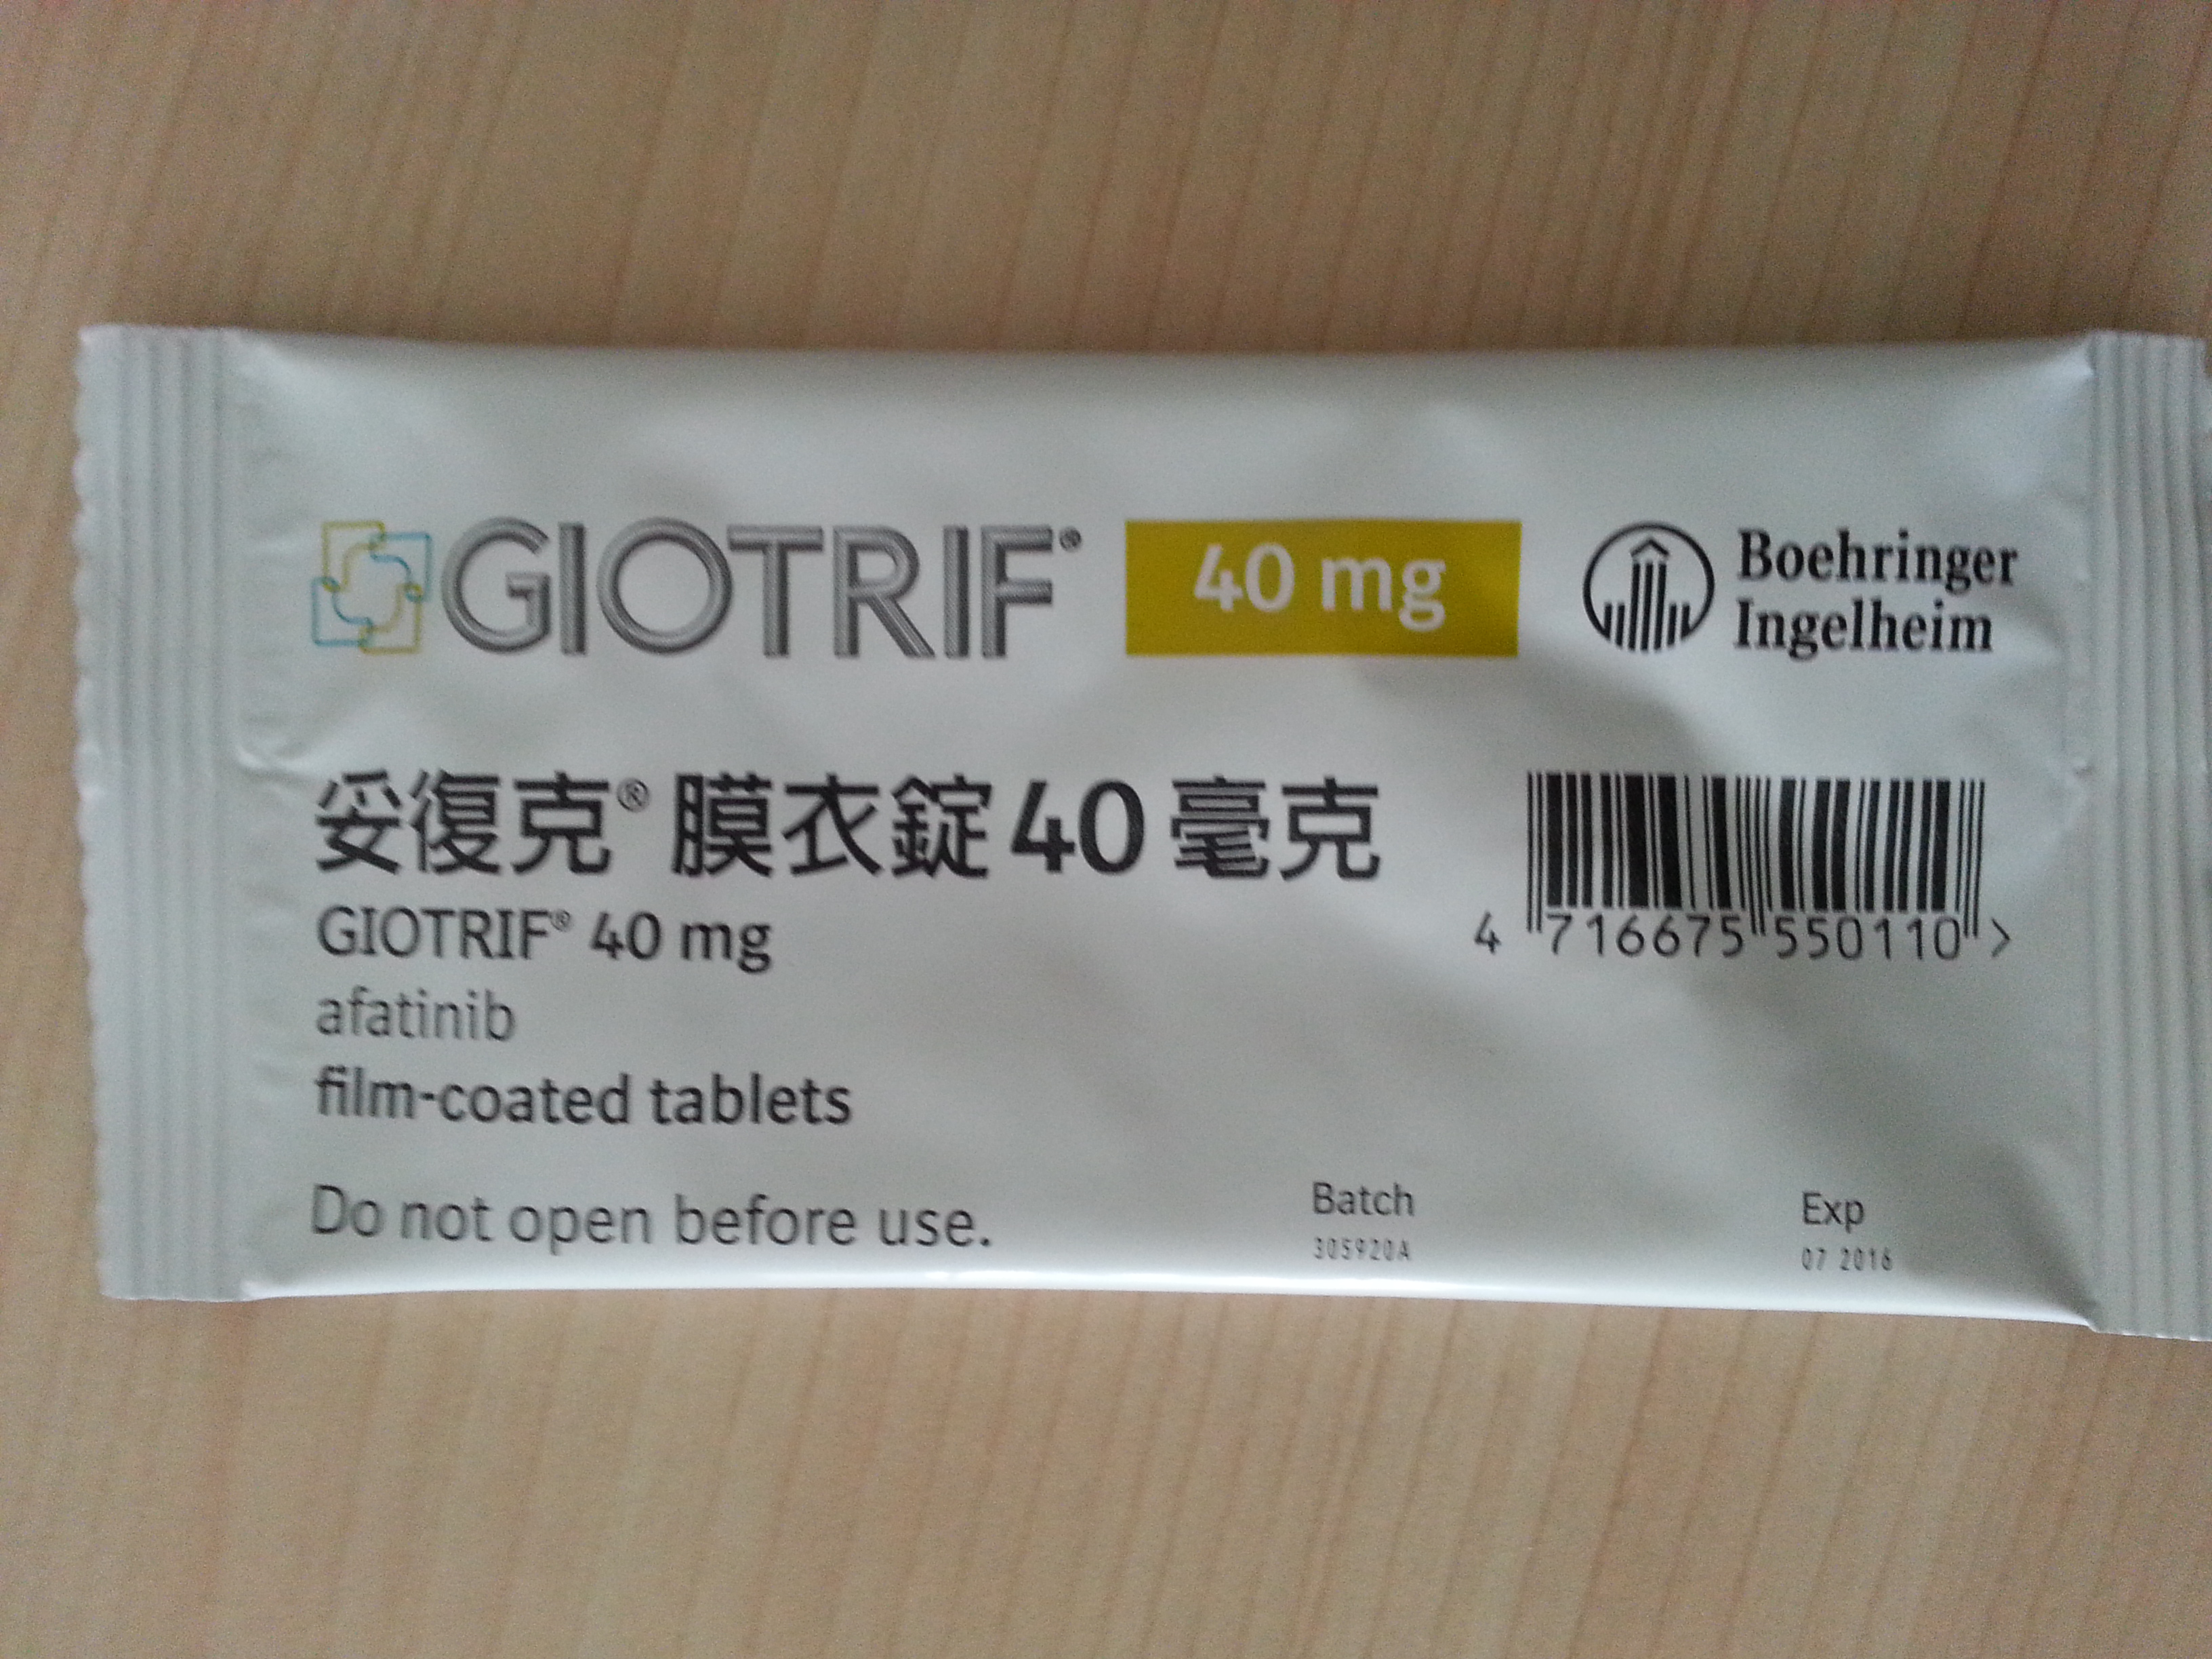 GIOTRIF® 40 mg Boehringer
Ingelheim
妥復克® 膜衣錠 40 毫克
GIOTRIF® 40 mg
4 716675 550110 >
afatinib
film-coated tablets
Do not open before use.
Batch
305920A
Exp
07 2016